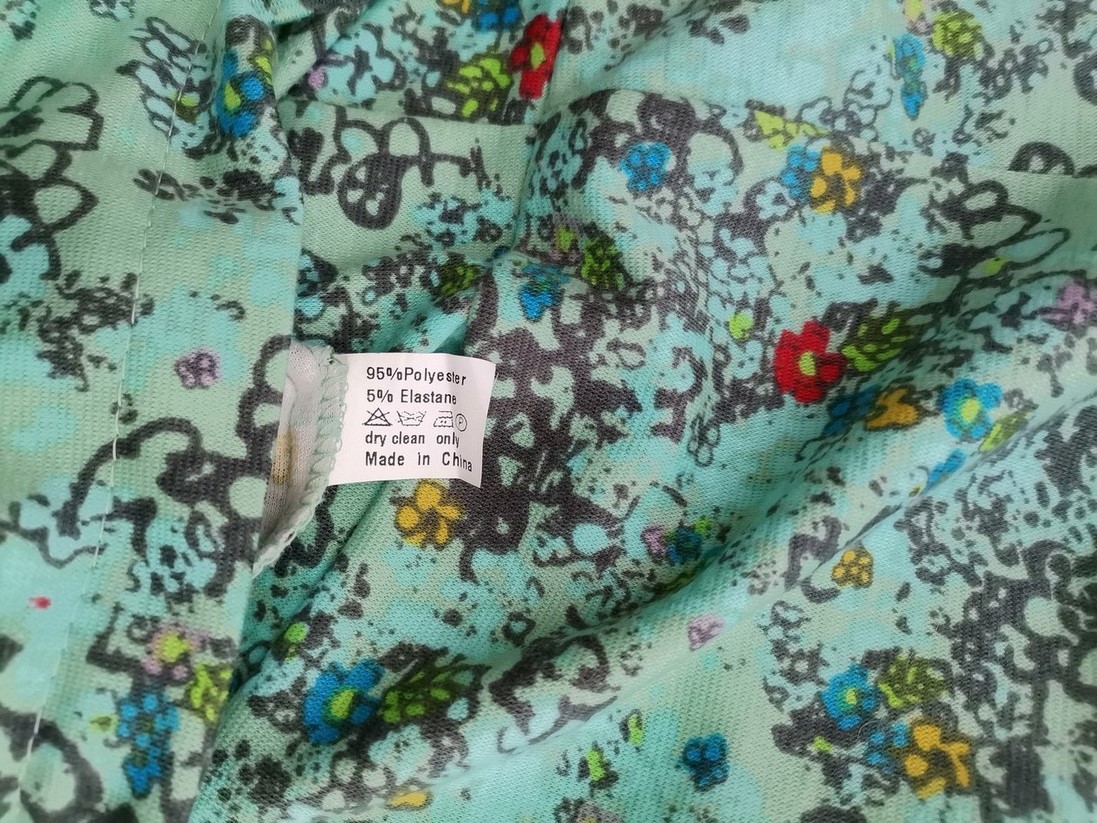 95%Polyester
5% Elastane
P
dry clean only
Made in China